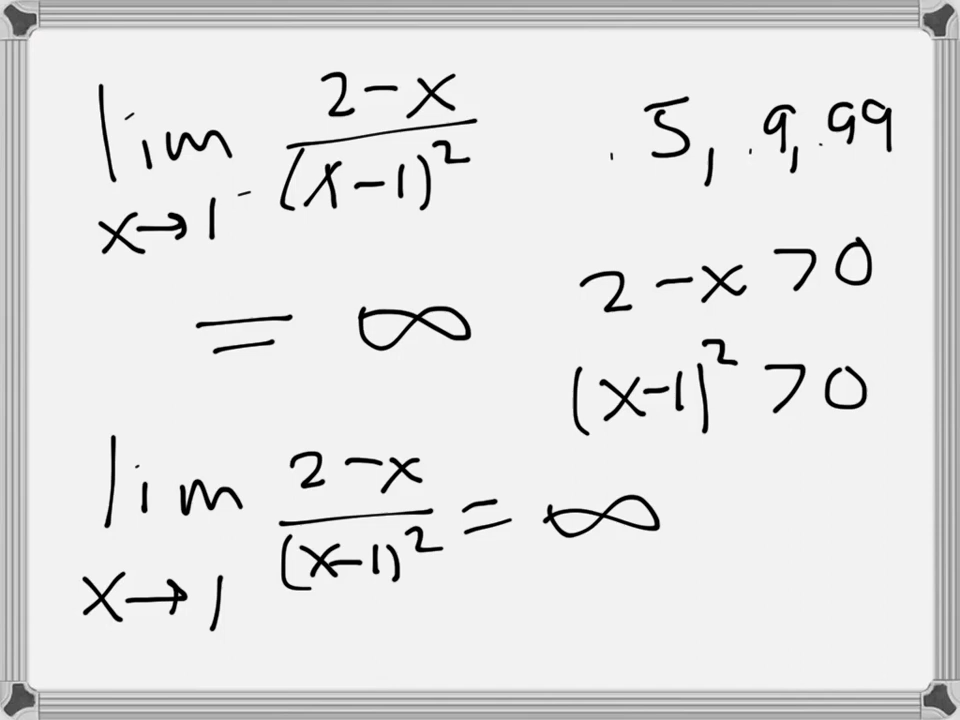 lim x→1⁻ (2-x)/(x-1)²
= ∞
.5, .9, .99
2-x > 0
(x-1)² > 0
lim x→1 (2-x)/(x-1)² = ∞